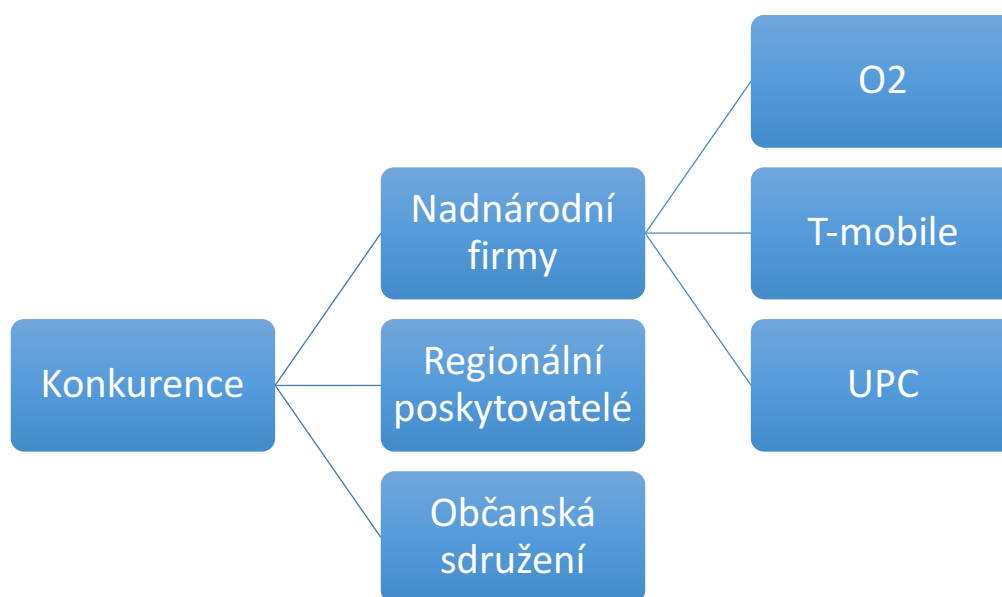 Konkurence
Nadnárodní
firmy
Regionální
poskytovatelé
Občanská
sdružení
O2
T-mobile
UPC